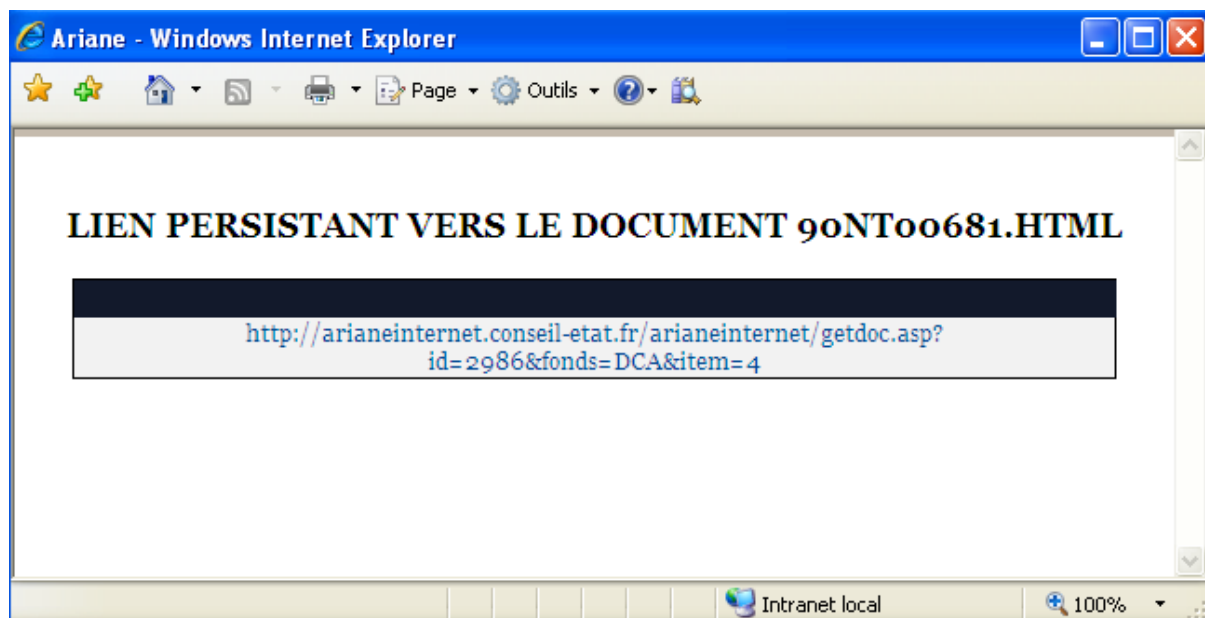 Ariane - Windows Internet Explorer
Page Outils
LIEN PERSISTANT VERS LE DOCUMENT 90NT00681.HTML
http://arianeinternet.conseil-etat.fr/arianeinternet/getdoc.asp?
id=2986&fonds=DCA&item=4
Intranet local 100%